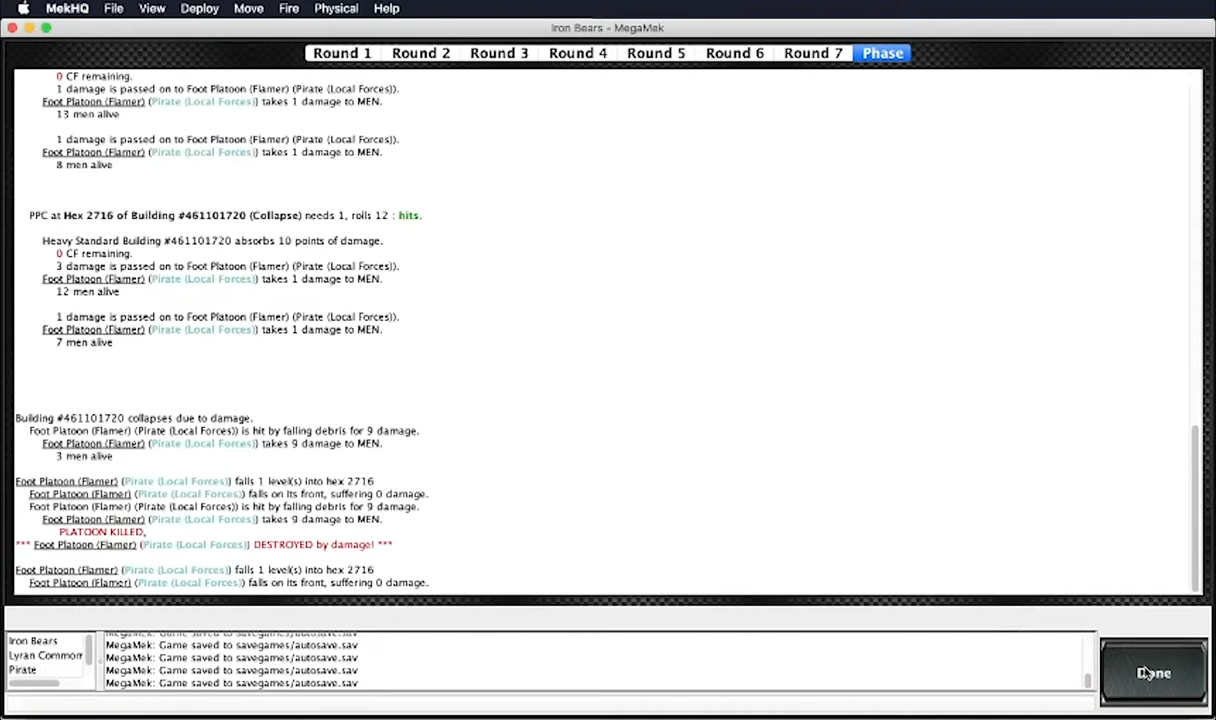 MekHQ File View Deploy Move Fire Physical Help
Iron Bears - MegaMek
Round 1 Round 2 Round 3 Round 4 Round 5 Round 6 Round 7 Phase
0 CF remaining.
1 damage is passed on to Foot Platoon (Flamer) (Pirate (Local Forces)).
Foot Platoon (Flamer) (Pirate (Local Forces)) takes 1 damage to MEN.
13 men alive
1 damage is passed on to Foot Platoon (Flamer) (Pirate (Local Forces)).
Foot Platoon (Flamer) (Pirate (Local Forces)) takes 1 damage to MEN.
8 men alive
PPC at Hex 2716 of Building #461101720 (Collapse) needs 1, rolls 12 : hits.
Heavy Standard Building #461101720 absorbs 10 points of damage.
0 CF remaining.
3 damage is passed on to Foot Platoon (Flamer) (Pirate (Local Forces)).
Foot Platoon (Flamer) (Pirate (Local Forces)) takes 1 damage to MEN.
12 men alive
1 damage is passed on to Foot Platoon (Flamer) (Pirate (Local Forces)).
Foot Platoon (Flamer) (Pirate (Local Forces)) takes 1 damage to MEN.
7 men alive
Building #461101720 collapses due to damage.
Foot Platoon (Flamer) (Pirate (Local Forces)) is hit by falling debris for 9 damage.
Foot Platoon (Flamer) (Pirate (Local Forces)) takes 9 damage to MEN.
3 men alive
Foot Platoon (Flamer) (Pirate (Local Forces)) falls 1 level(s) into hex 2716
Foot Platoon (Flamer) (Pirate (Local Forces)) falls on its front, suffering 0 damage.
Foot Platoon (Flamer) (Pirate (Local Forces)) is hit by falling debris for 9 damage.
Foot Platoon (Flamer) (Pirate (Local Forces)) takes 9 damage to MEN.
PLATOON KILLED,
*** Foot Platoon (Flamer) (Pirate (Local Forces)) DESTROYED by damage! ***
Foot Platoon (Flamer) (Pirate (Local Forces)) falls 1 level(s) into hex 2716
Foot Platoon (Flamer) (Pirate (Local Forces)) falls on its front, suffering 0 damage.
Iron Bears
Lyran Common
Pirate
MegaMek: Game saved to savegames/autosave.sav
MegaMek: Game saved to savegames/autosave.sav
MegaMek: Game saved to savegames/autosave.sav
MegaMek: Game saved to savegames/autosave.sav
MegaMek: Game saved to savegames/autosave.sav
Done